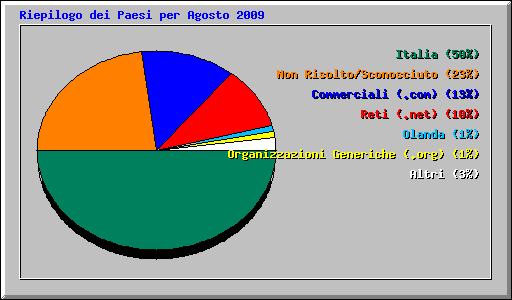 Riepilogo dei Paesi per Agosto 2009
Italia (50%)
Non Risolto/Sconosciuto (23%)
Commerciali (.com) (13%)
Reti (.net) (10%)
Olanda (1%)
Organizzazioni Generiche (.org) (1%)
Altri (3%)